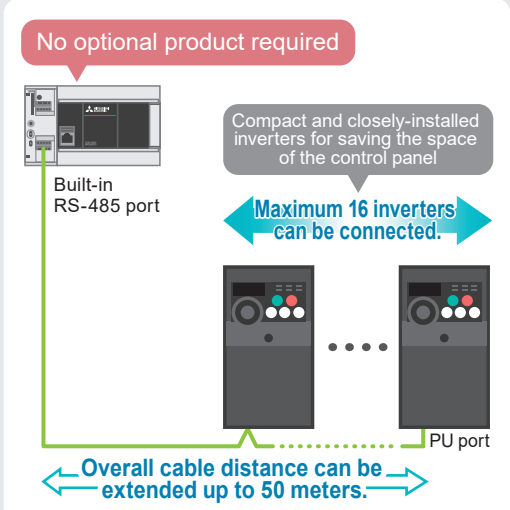 No optional product required
Compact and closely-installed
inverters for saving the space
of the control panel
Built-in
RS-485 port
Maximum 16 inverters
can be connected.
PU port
Overall cable distance can be
extended up to 50 meters.